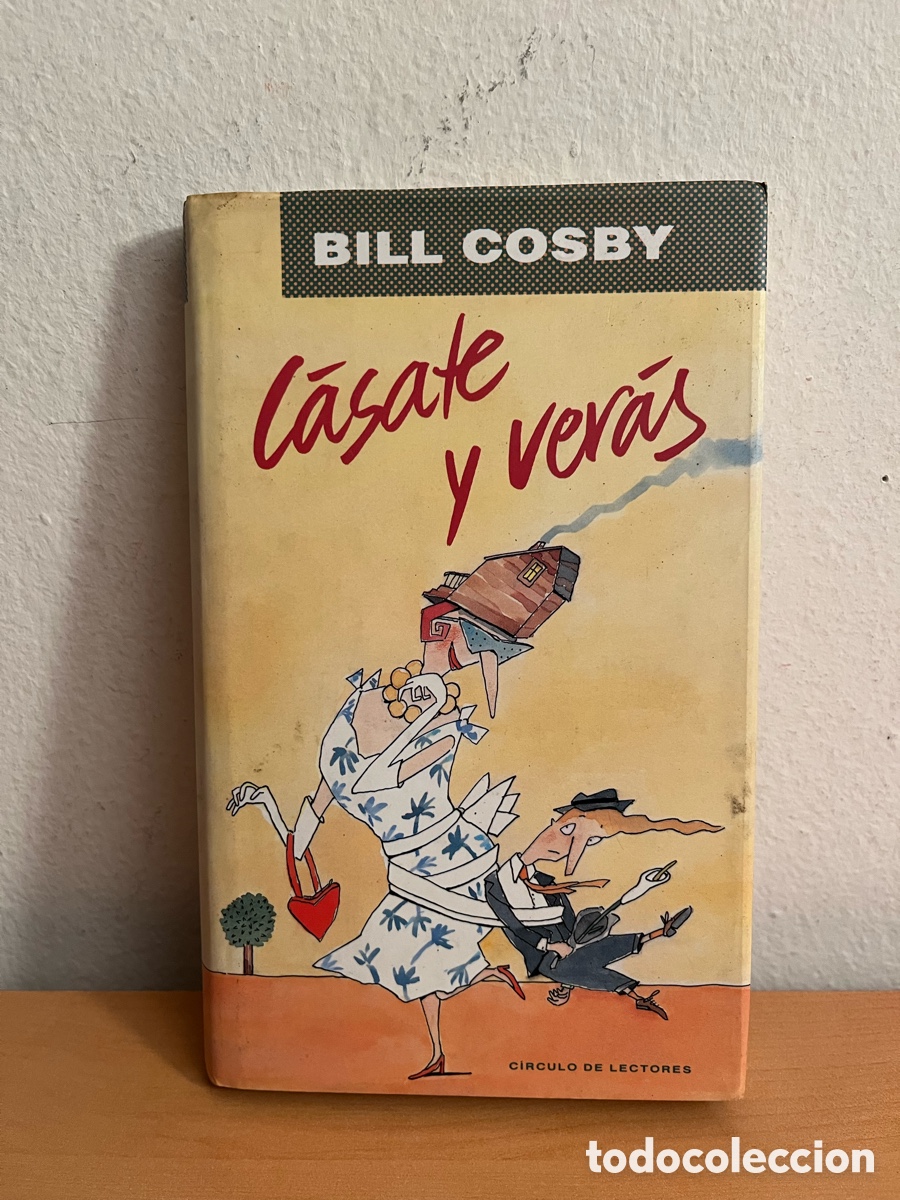 BILL COSBY
Cásate
y verás
CÍRCULO DE LECTORES
todocoleccion